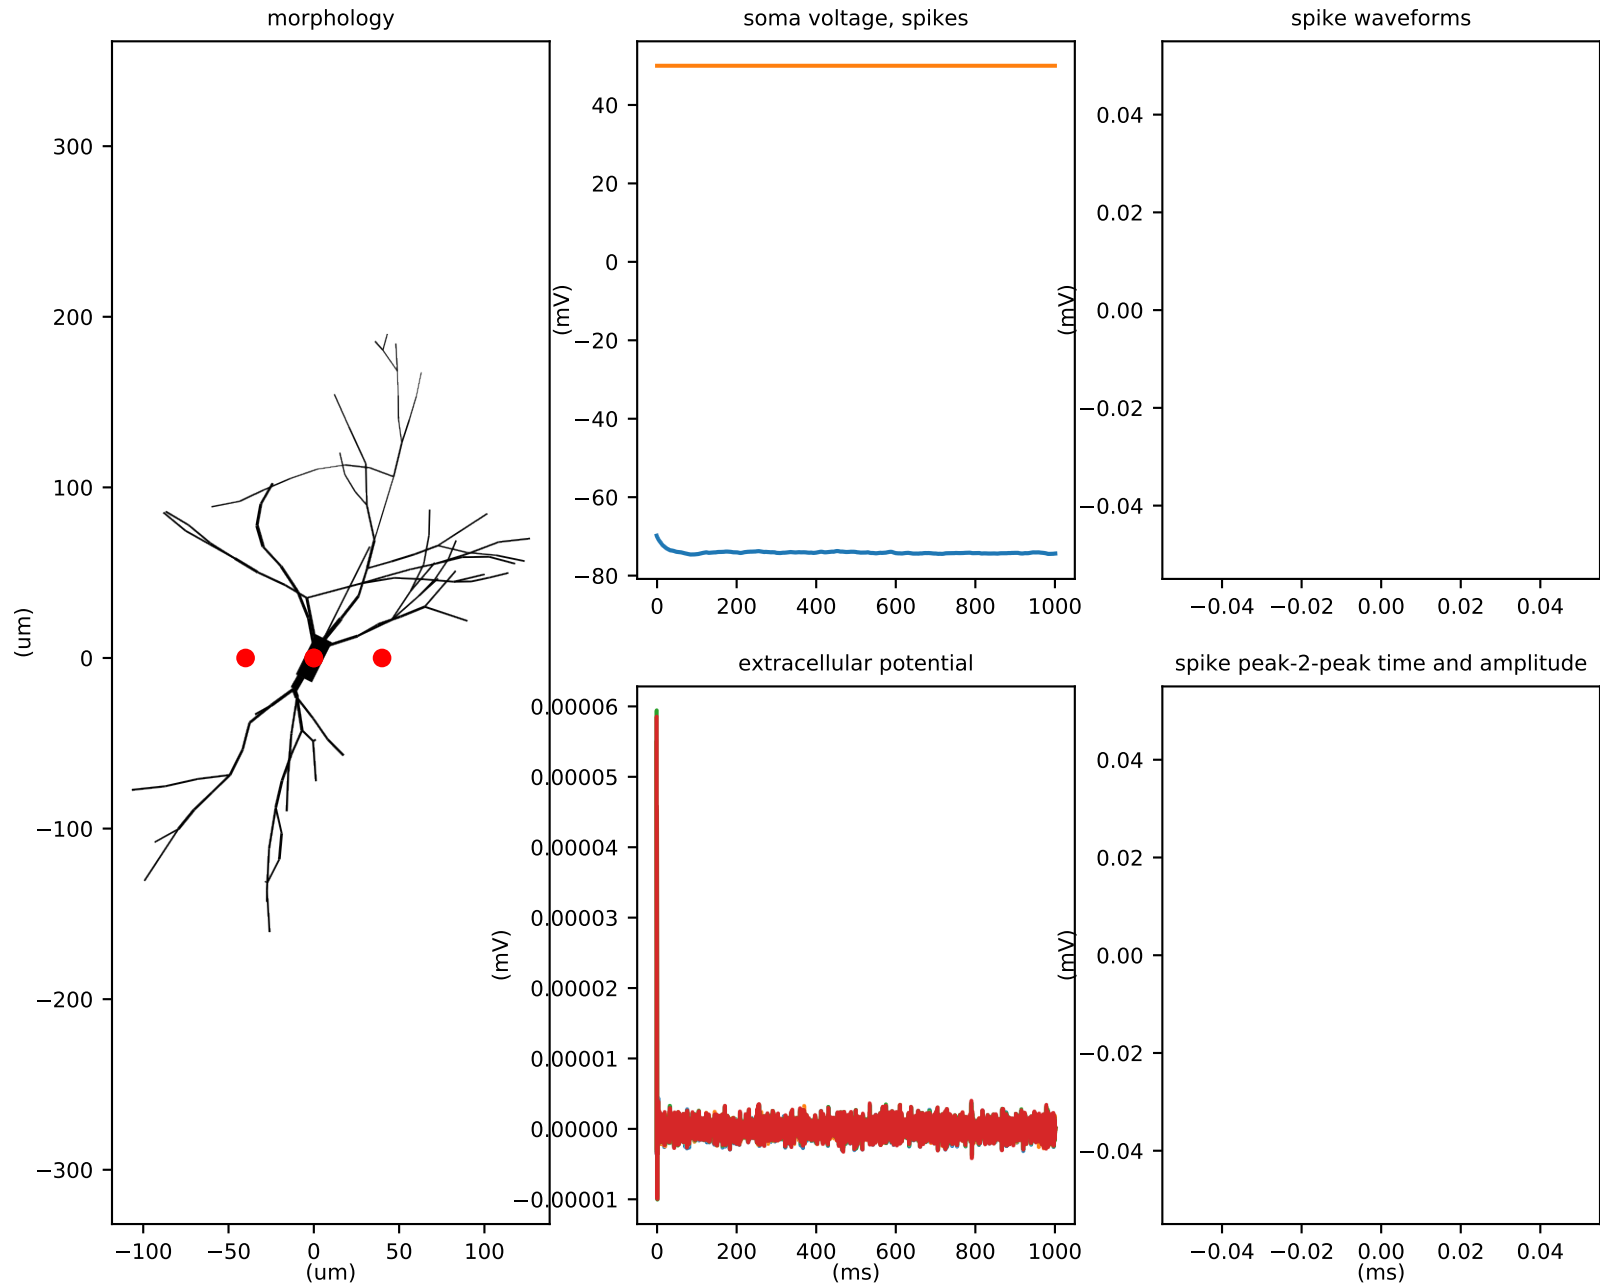 morphology
300
200
100
0
−100
−200
−300
(um)
−100 −50 0 50 100
(um)
soma voltage, spikes
40
20
0
−20
−40
−60
−80
(mV)
0 200 400 600 800 1000
spike waveforms
0.04
0.02
0.00
−0.02
−0.04
(mV)
−0.04 −0.02 0.00 0.02 0.04
extracellular potential
0.00006
0.00005
0.00004
0.00003
0.00002
0.00001
0.00000
−0.00001
(mV)
0 200 400 600 800 1000
(ms)
spike peak-2-peak time and amplitude
0.04
0.02
0.00
−0.02
−0.04
(mV)
−0.04 −0.02 0.00 0.02 0.04
(ms)